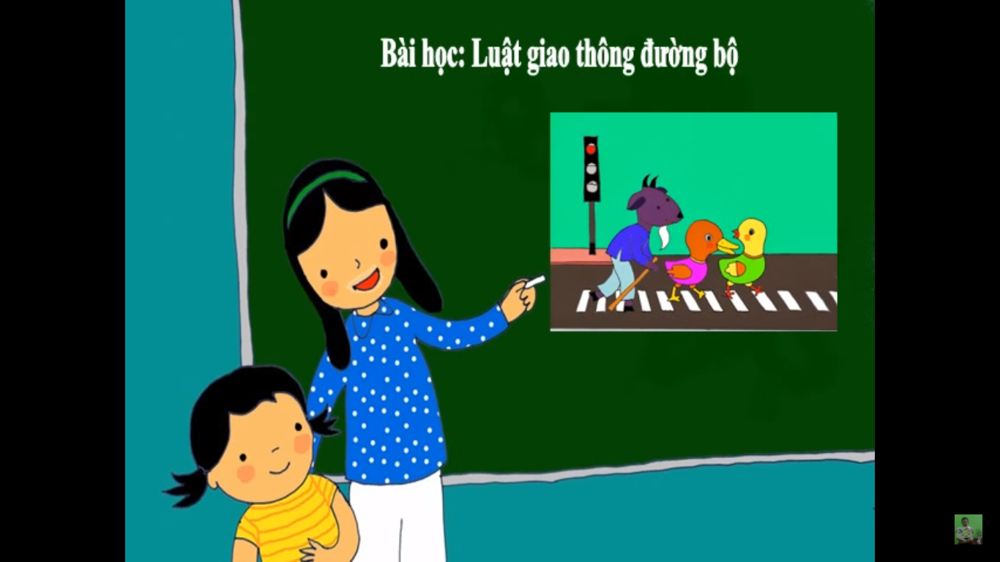 Bài học: Luật giao thông đường bộ